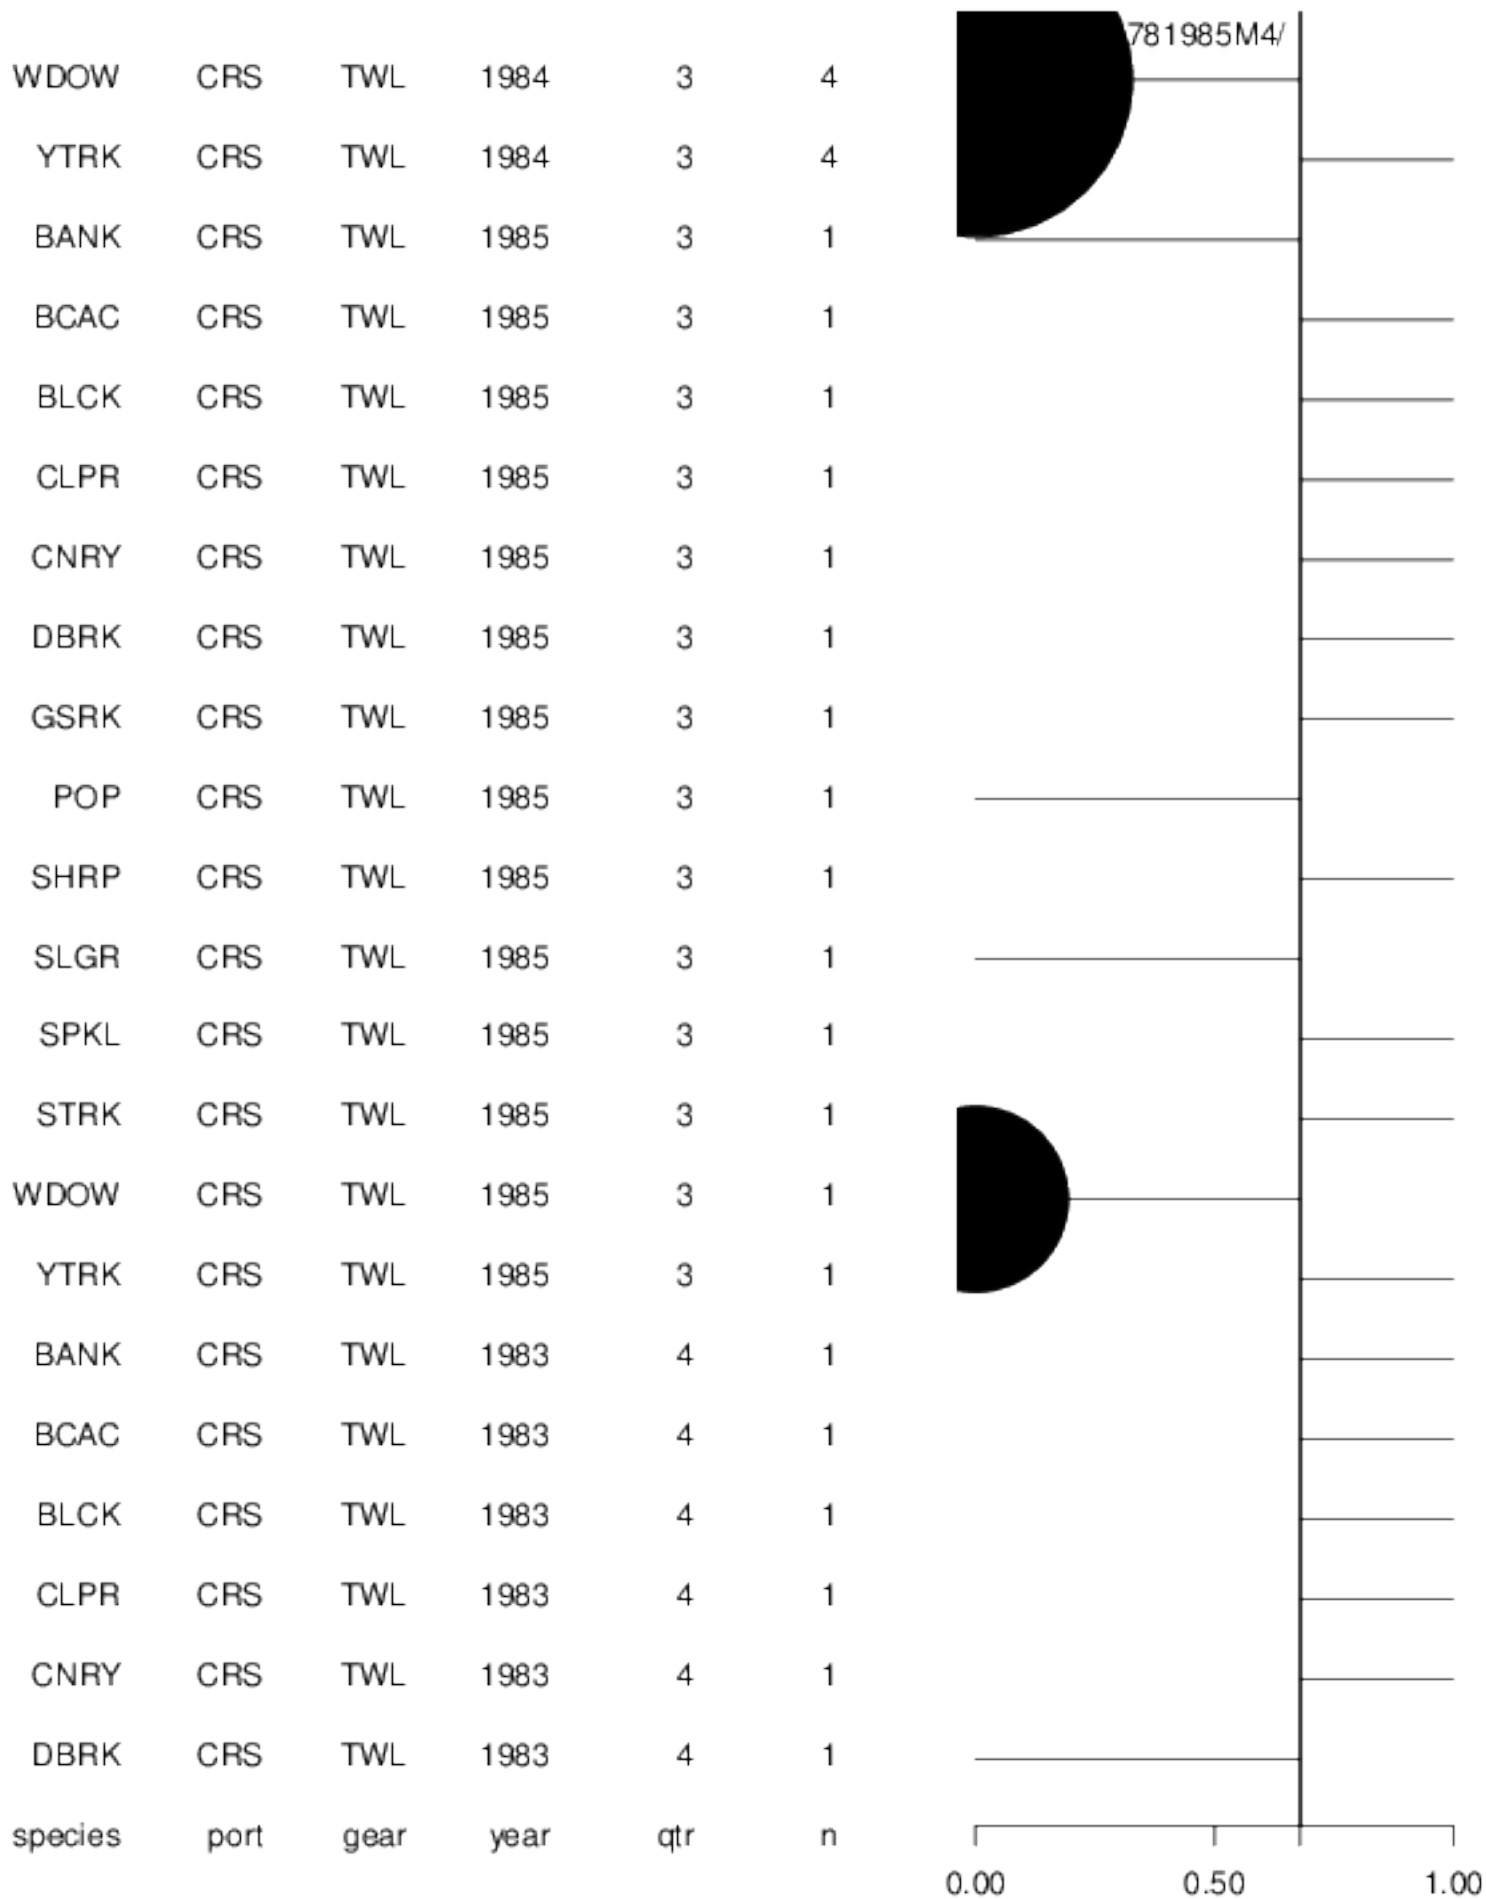 781985M4/
WDOW CRS TWL 1984 3 4
YTRK CRS TWL 1984 3 4
BANK CRS TWL 1985 3 1
BCAC CRS TWL 1985 3 1
BLCK CRS TWL 1985 3 1
CLPR CRS TWL 1985 3 1
CNRY CRS TWL 1985 3 1
DBRK CRS TWL 1985 3 1
GSRK CRS TWL 1985 3 1
POP CRS TWL 1985 3 1
SHRP CRS TWL 1985 3 1
SLGR CRS TWL 1985 3 1
SPKL CRS TWL 1985 3 1
STRK CRS TWL 1985 3 1
WDOW CRS TWL 1985 3 1
YTRK CRS TWL 1985 3 1
BANK CRS TWL 1983 4 1
BCAC CRS TWL 1983 4 1
BLCK CRS TWL 1983 4 1
CLPR CRS TWL 1983 4 1
CNRY CRS TWL 1983 4 1
DBRK CRS TWL 1983 4 1
species port gear year qtr n
0.00 0.50 1.00